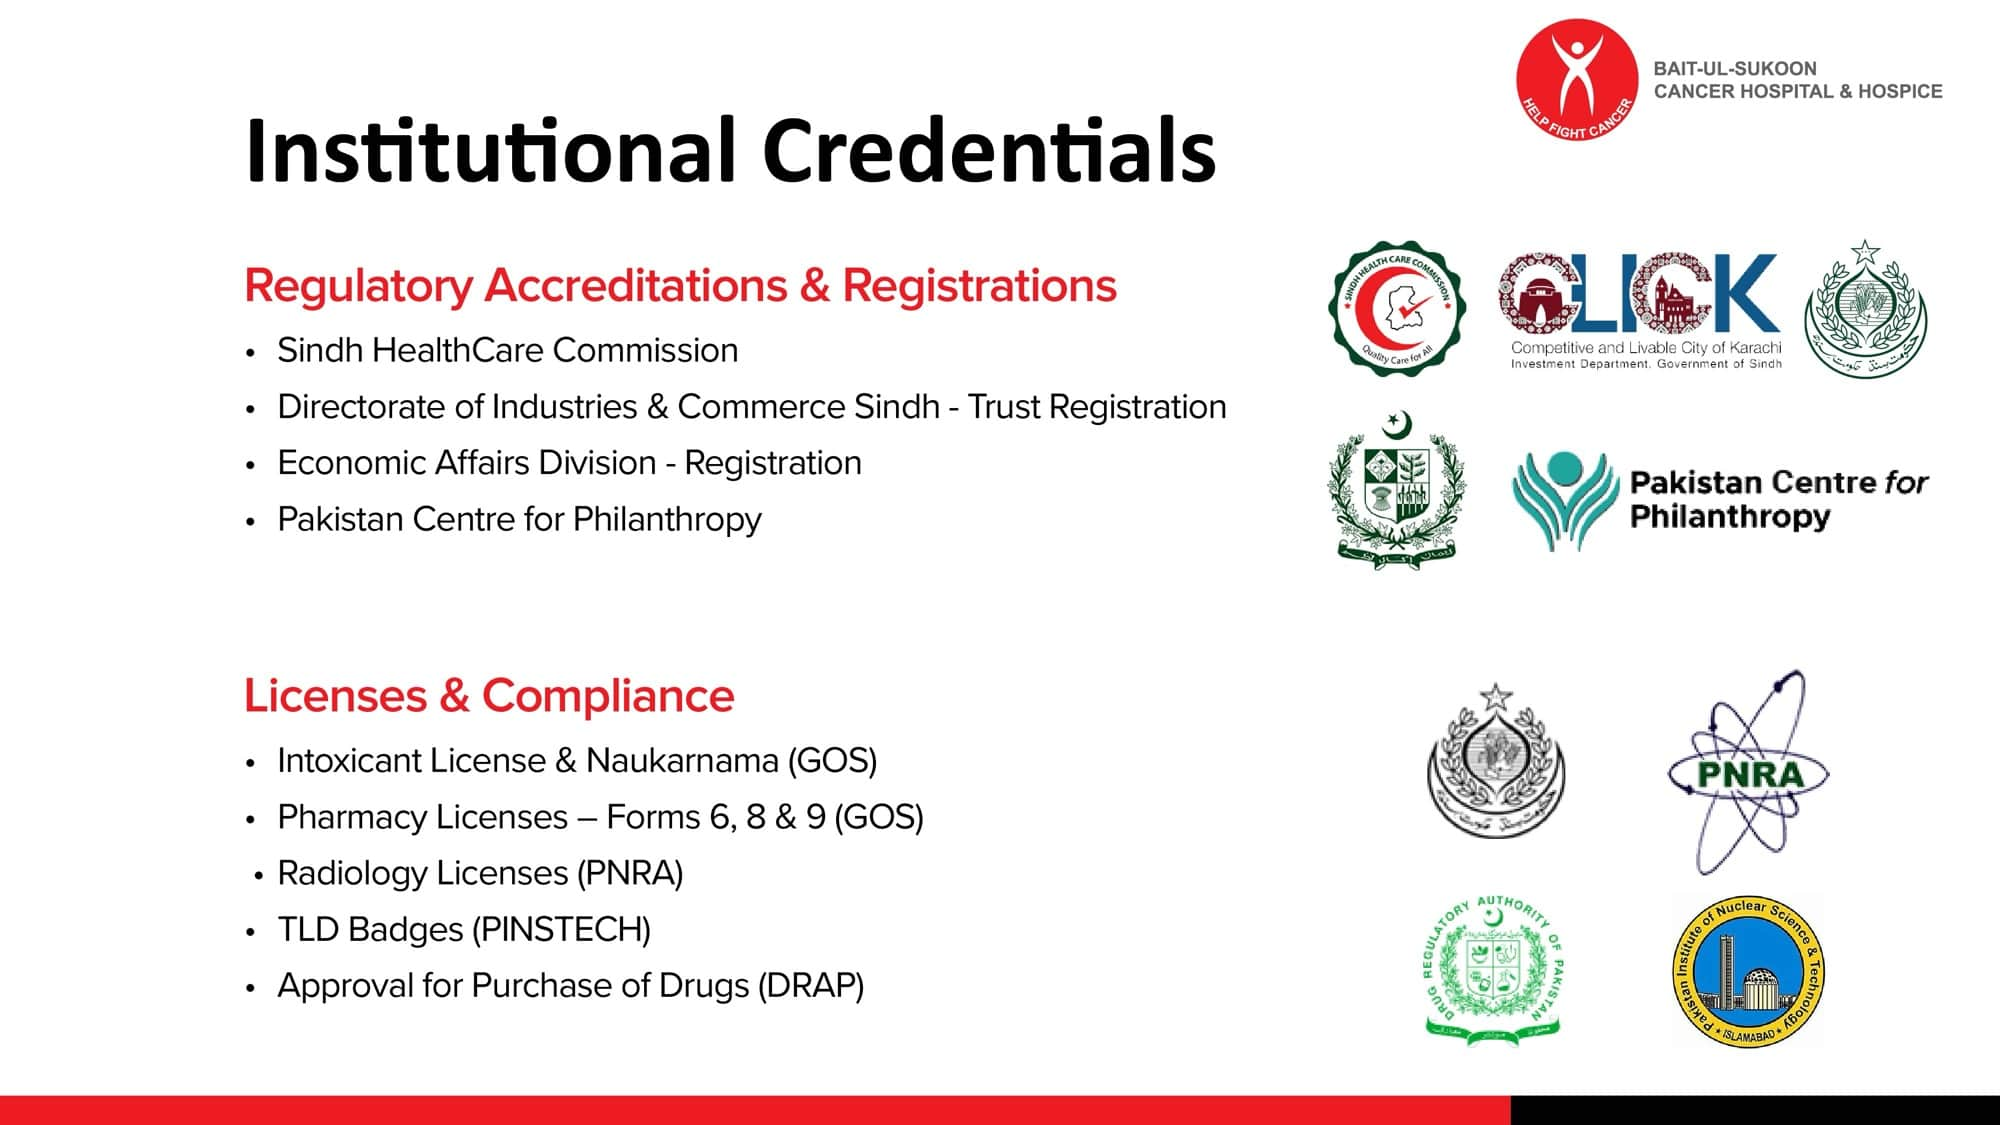 HELP FIGHT CANCER
BAIT-UL-SUKOON
CANCER HOSPITAL & HOSPICE
Institutional Credentials
Regulatory Accreditations & Registrations
• Sindh HealthCare Commission
• Directorate of Industries & Commerce Sindh - Trust Registration
• Economic Affairs Division - Registration
• Pakistan Centre for Philanthropy
SINDH HEALTH CARE COMMISSION
Quality Care for All
CLICK
Competitive and Livable City of Karachi
Investment Department, Government of Sindh
Pakistan Centre for
Philanthropy
Licenses & Compliance
• Intoxicant License & Naukarnama (GOS)
• Pharmacy Licenses – Forms 6, 8 & 9 (GOS)
• Radiology Licenses (PNRA)
• TLD Badges (PINSTECH)
• Approval for Purchase of Drugs (DRAP)
PNRA
DRUG REGULATORY AUTHORITY OF PAKISTAN
Pakistan Institute of Nuclear Science & Technology
ISLAMABAD